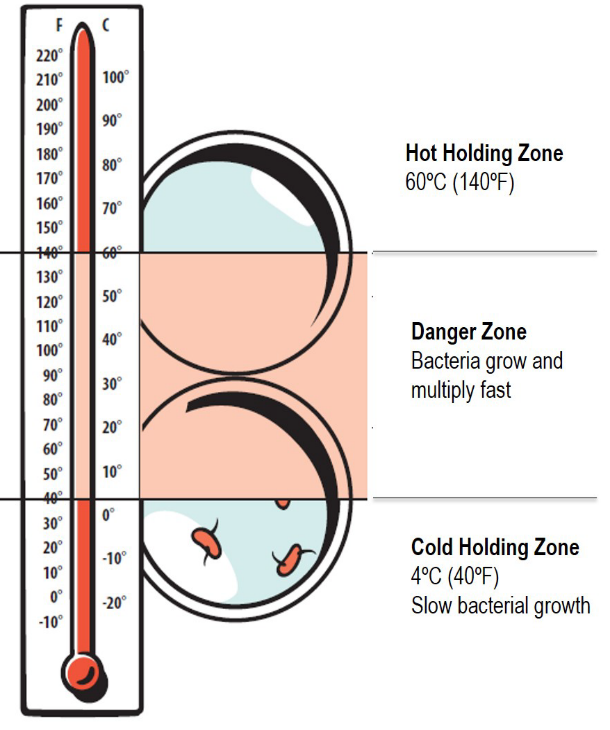 F C
220°
210° 100°
200°
190° 90°
180° 80°
170°
160° 70°
150°
140° 60°
130°
120° 50°
110°
100° 40°
90° 30°
80°
70° 20°
60°
50° 10°
40°
30° 0°
20°
10° -10°
0° -20°
-10°
Hot Holding Zone
60ºC (140ºF)
Danger Zone
Bacteria grow and
multiply fast
Cold Holding Zone
4ºC (40ºF)
Slow bacterial growth